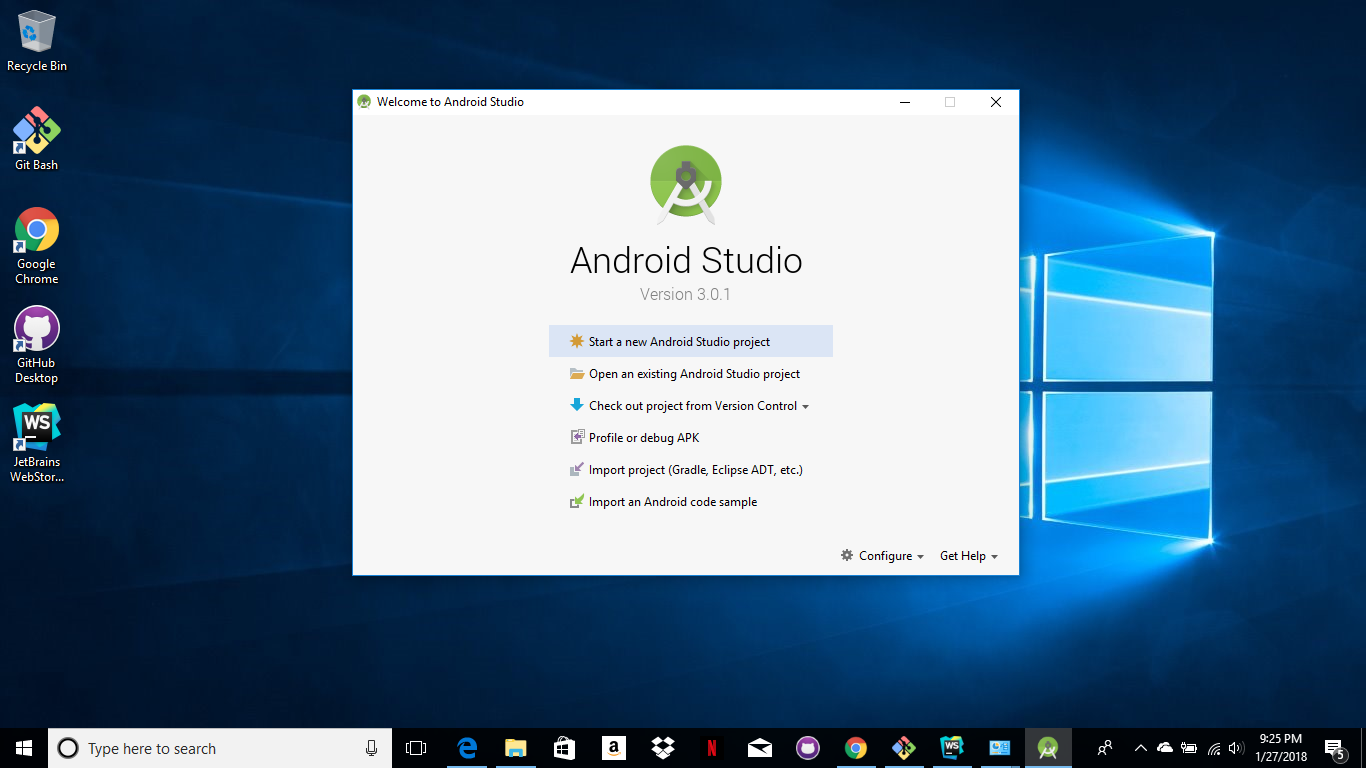 Recycle Bin
Git Bash
Google
Chrome
GitHub
Desktop
WS
JetBrains
WebStor...
Welcome to Android Studio
Android Studio
Version 3.0.1
Start a new Android Studio project
Open an existing Android Studio project
Check out project from Version Control
Profile or debug APK
Import project (Gradle, Eclipse ADT, etc.)
Import an Android code sample
Configure
Get Help
Type here to search
a
N
WS
9:25 PM
1/27/2018
5